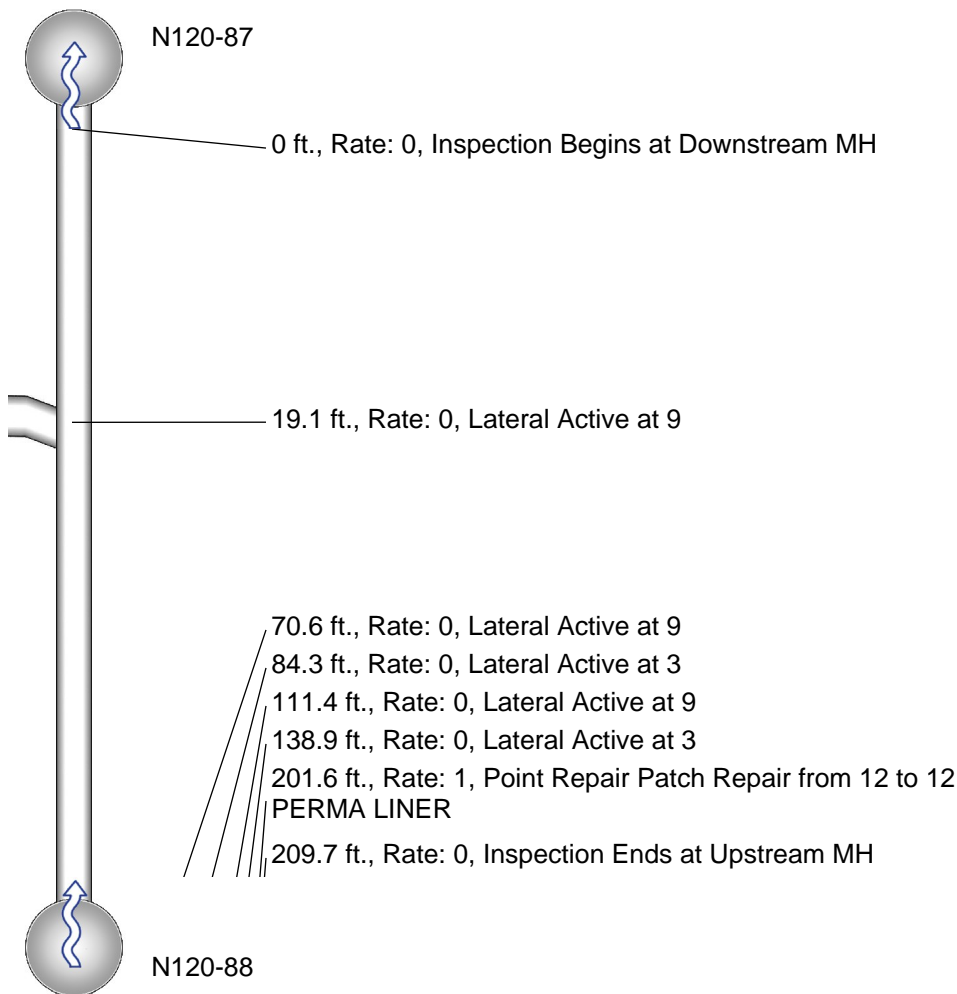 N120-87
0 ft., Rate: 0, Inspection Begins at Downstream MH
19.1 ft., Rate: 0, Lateral Active at 9
70.6 ft., Rate: 0, Lateral Active at 9
84.3 ft., Rate: 0, Lateral Active at 3
111.4 ft., Rate: 0, Lateral Active at 9
138.9 ft., Rate: 0, Lateral Active at 3
201.6 ft., Rate: 1, Point Repair Patch Repair from 12 to 12
PERMA LINER
209.7 ft., Rate: 0, Inspection Ends at Upstream MH
N120-88